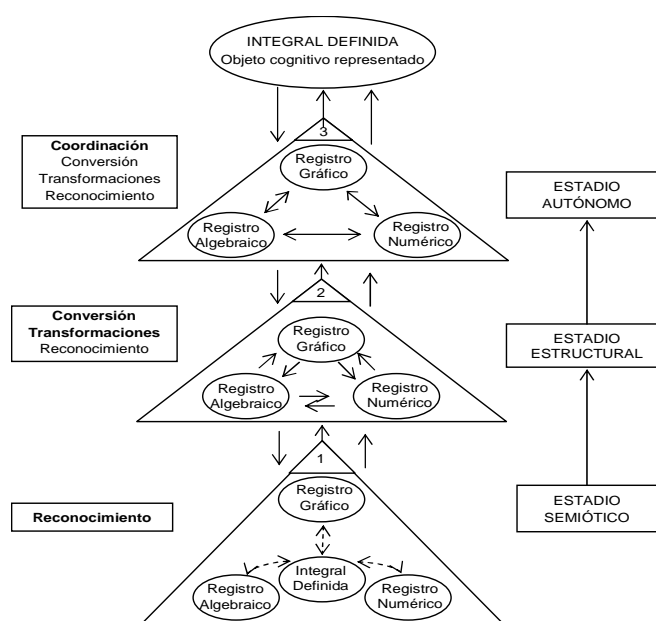 INTEGRAL DEFINIDA
Objeto cognitivo representado
3
Coordinación
Conversión
Transformaciones
Reconocimiento
Registro
Gráfico
Registro
Algebraico
Registro
Numérico
ESTADIO
AUTÓNOMO
2
Conversión
Transformaciones
Reconocimiento
Registro
Gráfico
Registro
Algebraico
Registro
Numérico
ESTADIO
ESTRUCTURAL
1
Reconocimiento
Registro
Gráfico
Integral
Definida
Registro
Algebraico
Registro
Numérico
ESTADIO
SEMIÓTICO